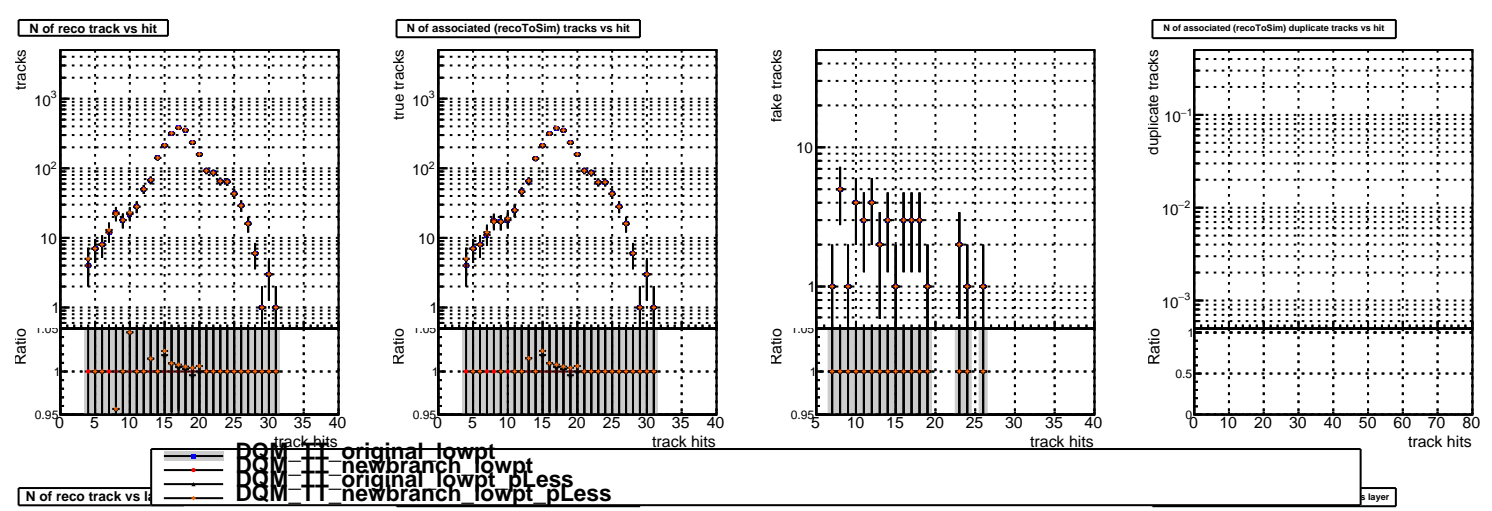 N of reco track vs hit
N of associated (recoToSim) tracks vs hit
N of associated (recoToSim) duplicate tracks vs hit
tracks
10³
10²
10
1
Ratio
1.05
1
0.95
0 5 10 15 20 25 30 35 40
track hits
true tracks
10³
10²
10
1
Ratio
1.05
1
0.95
0 5 10 15 20 25 30 35 40
track hits
fake tracks
10
1
Ratio
1.05
1
0.95
5 10 15 20 25 30 35 40
track hits
duplicate tracks
10⁻¹
10⁻²
10⁻³
Ratio
1
0.5
0
0 10 20 30 40 50 60 70 80
track hits
DQM_TT_original_lowpt
DQM_TT_newbranch_lowpt
DQM_TT_original_lowpt_pLess
DQM_TT_newbranch_lowpt_pLess
N of reco track vs
layer